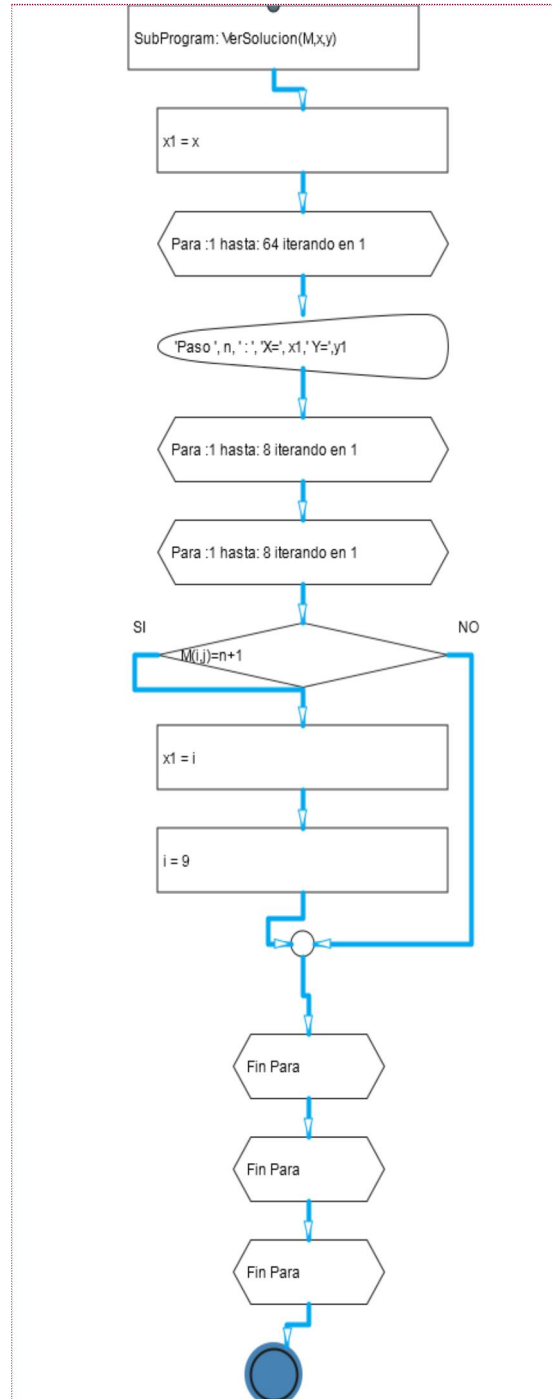 SubProgram: VerSolucion(M,x,y)
x1 = x
Para :1 hasta: 64 iterando en 1
'Paso ', n, ' : ', 'X=', x1,' Y=',y1
Para :1 hasta: 8 iterando en 1
Para :1 hasta: 8 iterando en 1
SI
NO
M(i,j)=n+1
x1 = i
i = 9
Fin Para
Fin Para
Fin Para